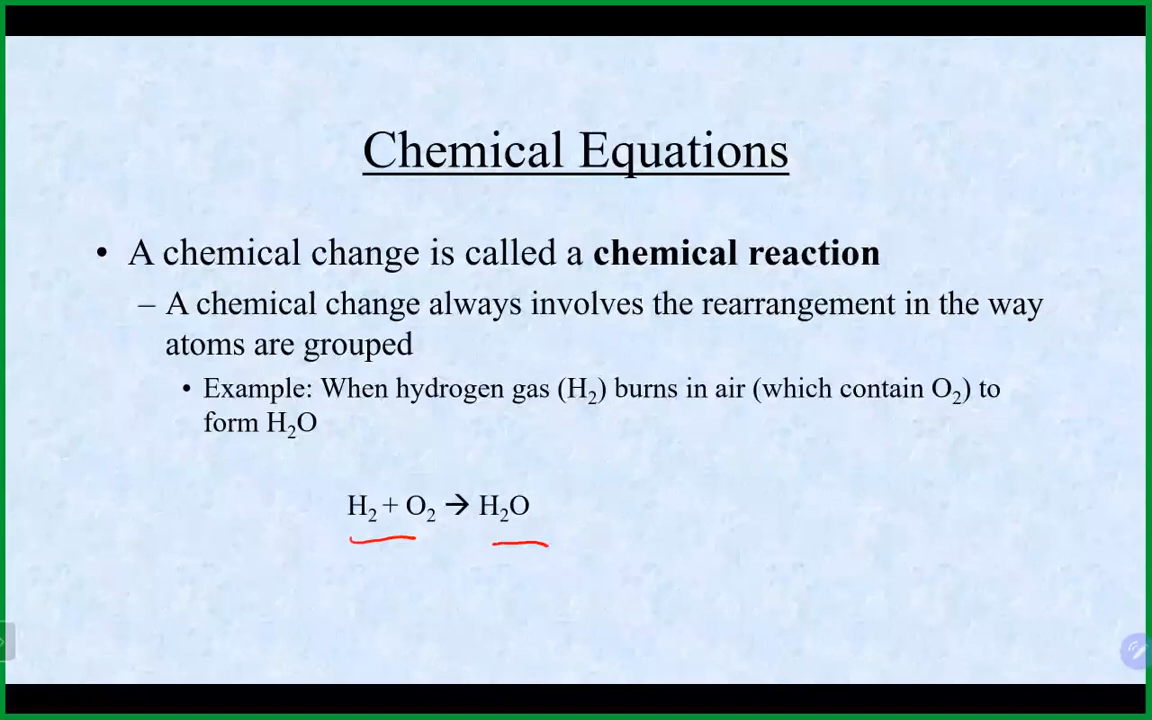 Chemical Equations
• A chemical change is called a chemical reaction
– A chemical change always involves the rearrangement in the way
atoms are grouped
• Example: When hydrogen gas (H₂) burns in air (which contain O₂) to
form H₂O
H₂ + O₂ → H₂O